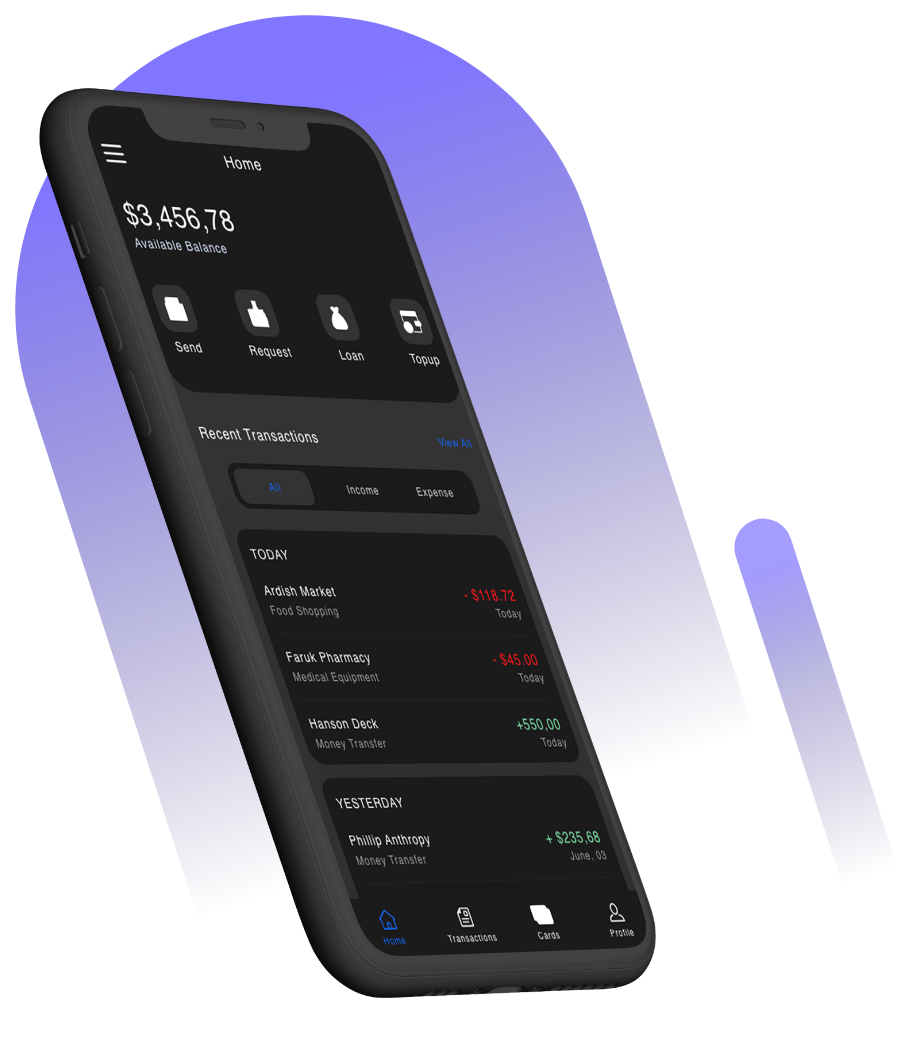 Home
$3,456,78
Available Balance
Send Request Loan Topup
Recent Transactions View All
All Income Expense
TODAY
Ardish Market - $118.72
Food Shopping Today
Faruk Pharmacy - $45.00
Medical Equipment Today
Hanson Deck +550,00
Money Transfer Today
YESTERDAY
Phillip Anthropy + $235,68
Money Transfer June, 03
Home Transactions Cards Profile